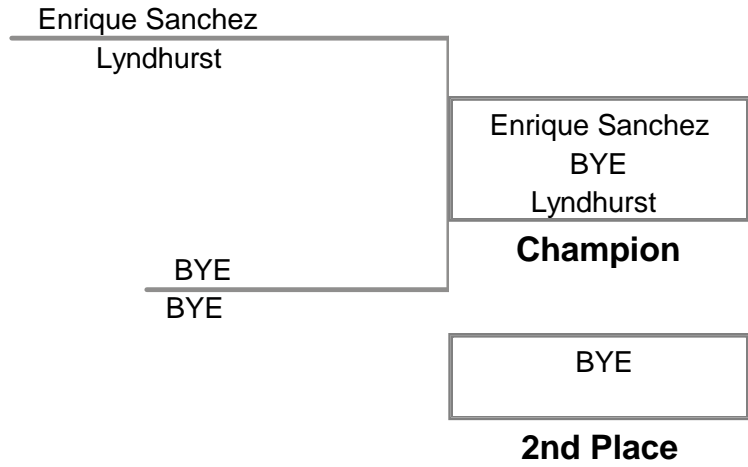 Enrique Sanchez
Lyndhurst
Enrique Sanchez
BYE
Lyndhurst
Champion
BYE
BYE
BYE
2nd Place